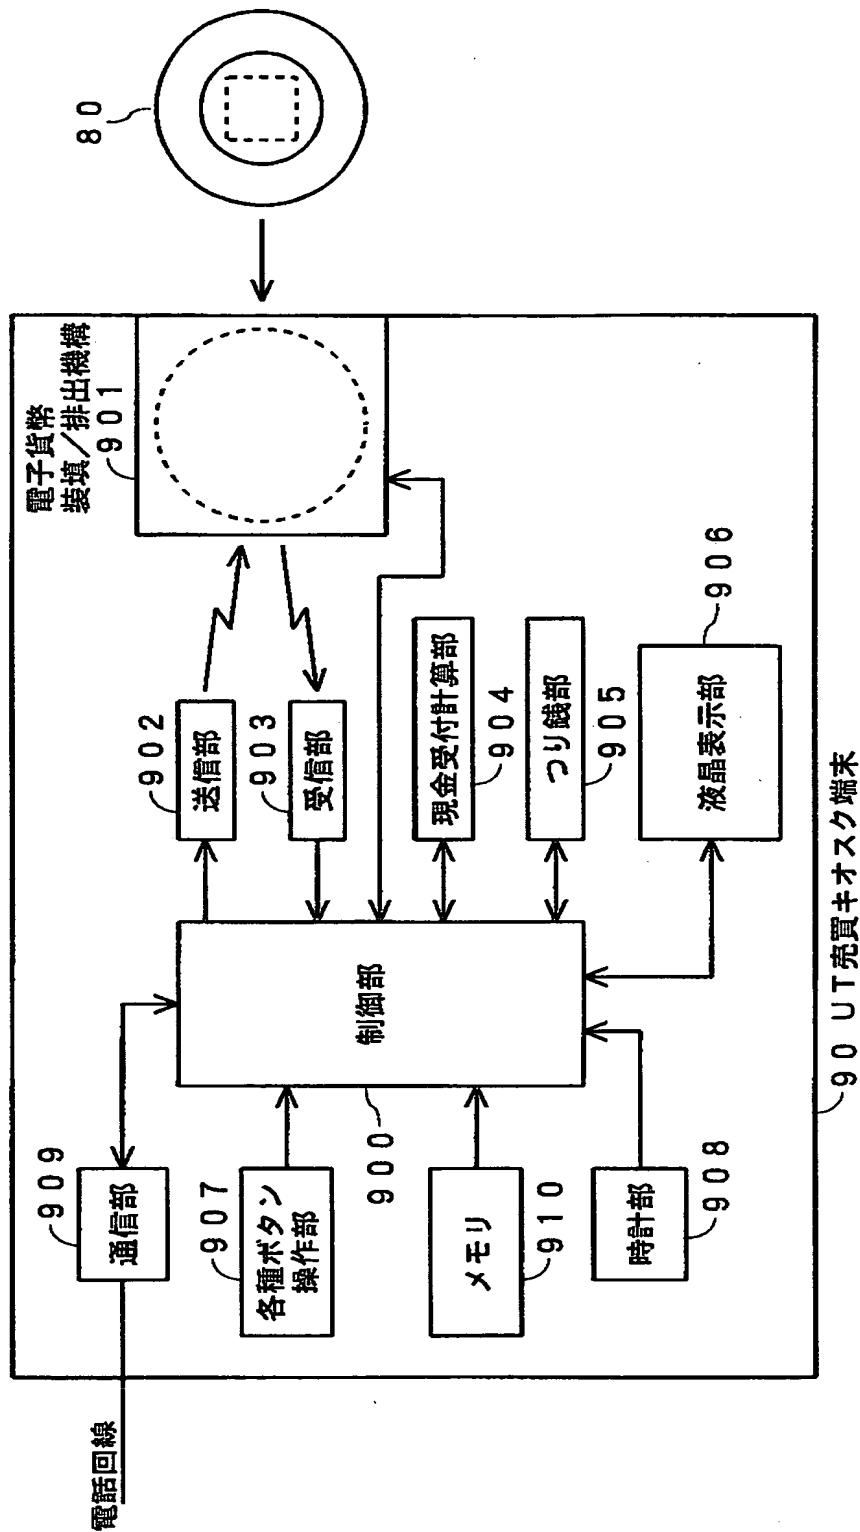 電話回線
909
通信部
907
各種ボタン
操作部
メモリ
910
時計部
908
制御部
900
902
送信部
903
受信部
現金受付計算部
904
つり銭部
905
液晶表示部
906
電子貨幣
装填／排出機構
901
80
90 UT売買キオスク端末